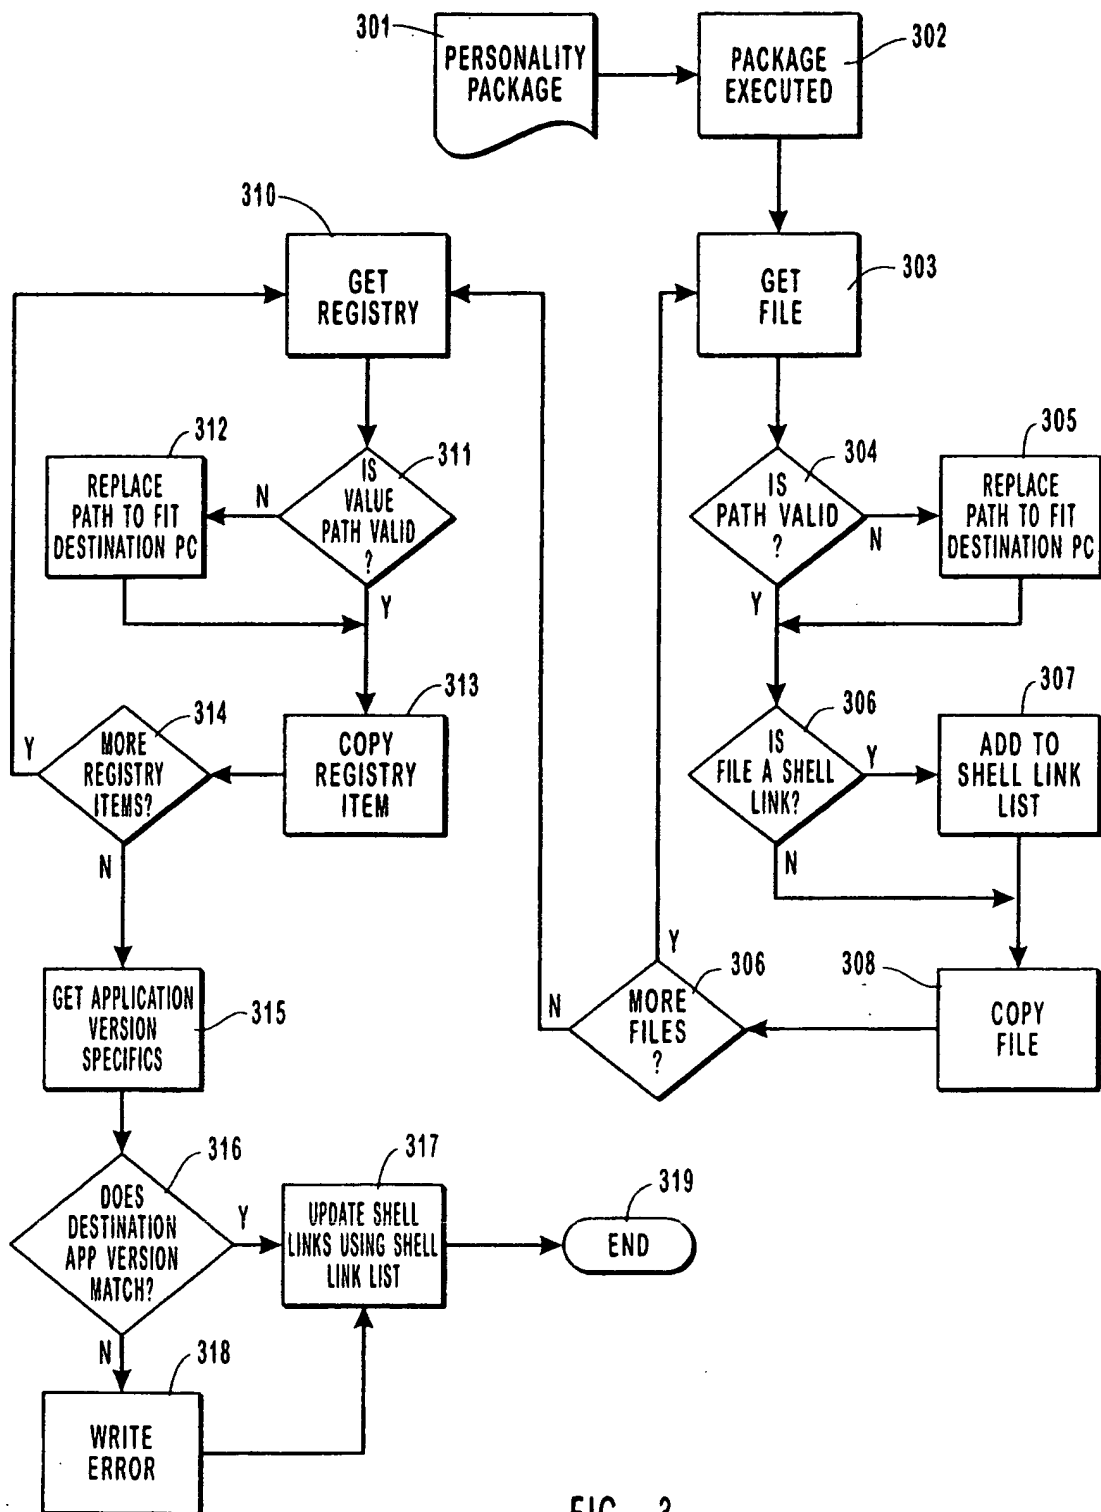 301
PERSONALITY
PACKAGE
302
PACKAGE
EXECUTED
303
GET
FILE
304
IS
PATH VALID
?
N
Y
305
REPLACE
PATH TO FIT
DESTINATION PC
306
IS
FILE A SHELL
LINK?
Y
N
307
ADD TO
SHELL LINK
LIST
308
COPY
FILE
306
MORE
FILES
?
Y
N
310
GET
REGISTRY
311
IS
VALUE
PATH VALID
?
N
Y
312
REPLACE
PATH TO FIT
DESTINATION PC
313
COPY
REGISTRY
ITEM
314
MORE
REGISTRY
ITEMS?
Y
N
315
GET APPLICATION
VERSION
SPECIFICS
316
DOES
DESTINATION
APP VERSION
MATCH?
Y
N
317
UPDATE SHELL
LINKS USING SHELL
LINK LIST
319
END
318
WRITE
ERROR
FIG. 3